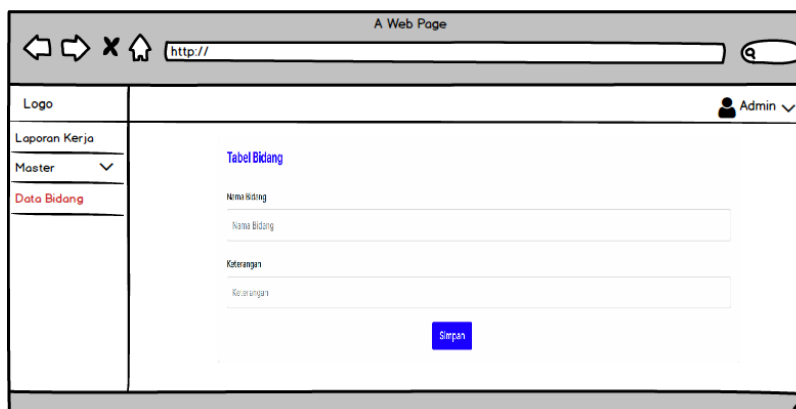 A Web Page
http://
Logo
Admin
Laporan Kerja
Master
Data Bidang
Tabel Bidang
Nama Bidang
Nama Bidang
Keterangan
Keterangan
Simpan